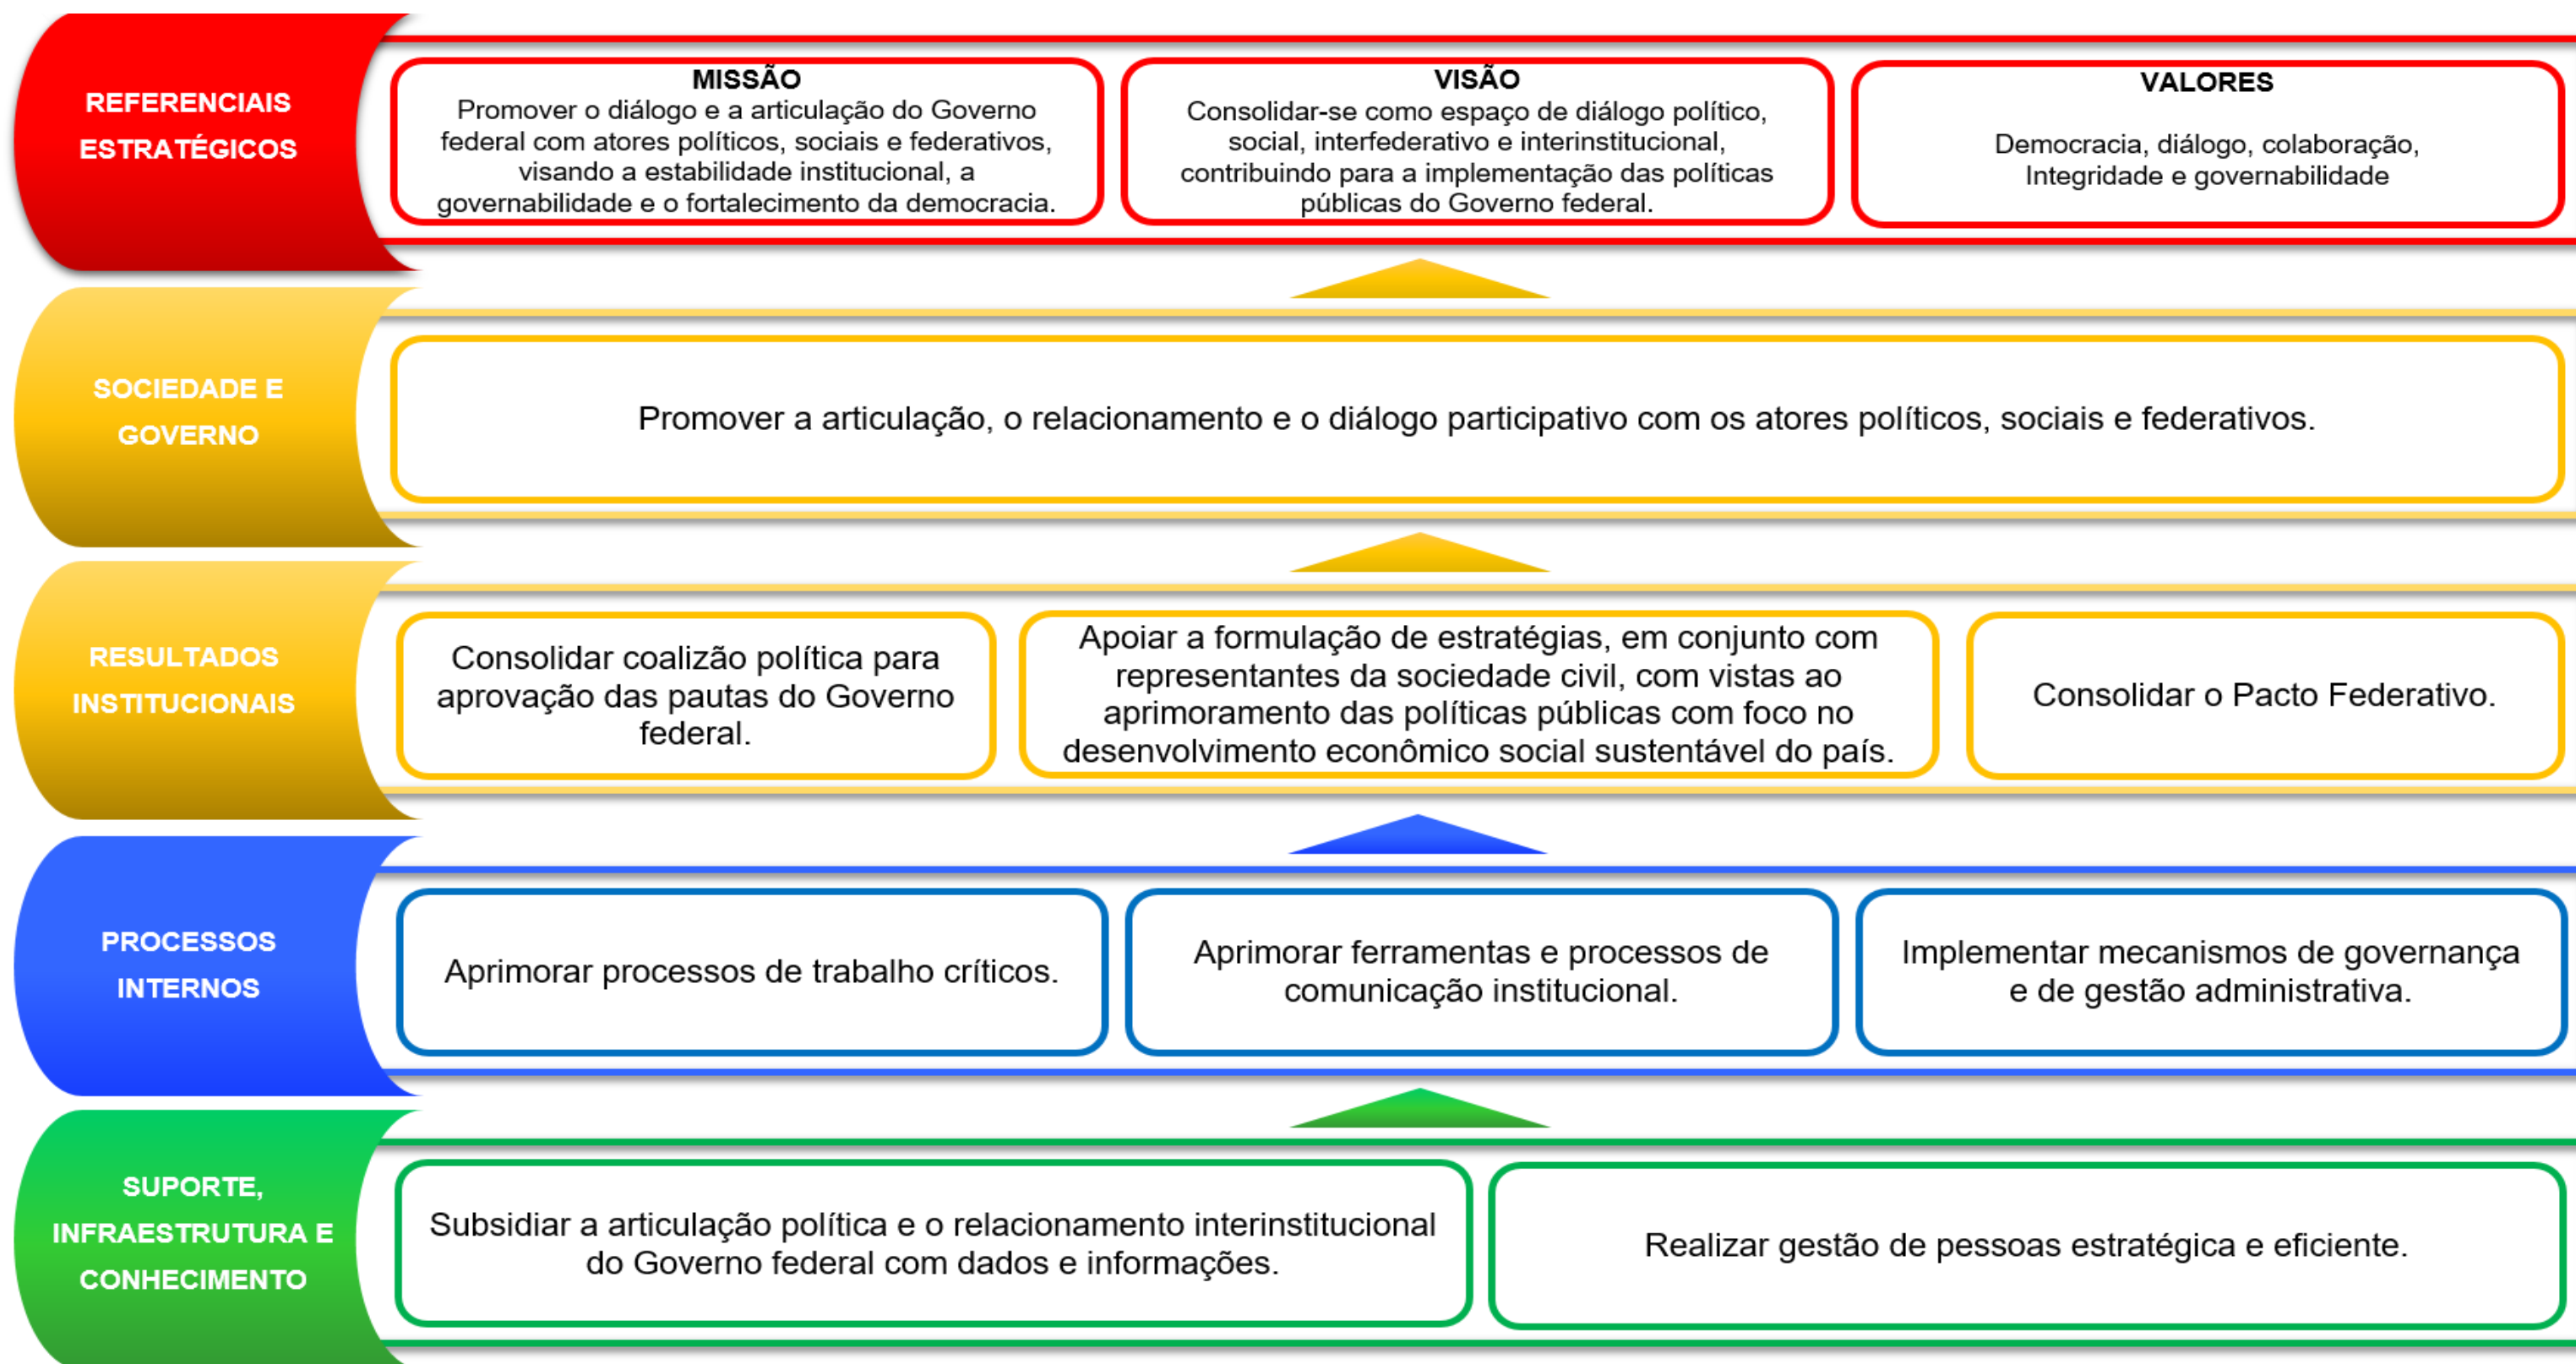 REFERENCIAIS
ESTRATÉGICOS
MISSÃO
Promover o diálogo e a articulação do Governo
federal com atores políticos, sociais e federativos,
visando a estabilidade institucional, a
governabilidade e o fortalecimento da democracia.
VISÃO
Consolidar-se como espaço de diálogo político,
social, interfederativo e interinstitucional,
contribuindo para a implementação das políticas
públicas do Governo federal.
VALORES
Democracia, diálogo, colaboração,
Integridade e governabilidade
SOCIEDADE E
GOVERNO
Promover a articulação, o relacionamento e o diálogo participativo com os atores políticos, sociais e federativos.
RESULTADOS
INSTITUCIONAIS
Consolidar coalizão política para
aprovação das pautas do Governo
federal.
Apoiar a formulação de estratégias, em conjunto com
representantes da sociedade civil, com vistas ao
aprimoramento das políticas públicas com foco no
desenvolvimento econômico social sustentável do país.
Consolidar o Pacto Federativo.
PROCESSOS
INTERNOS
Aprimorar processos de trabalho críticos.
Aprimorar ferramentas e processos de
comunicação institucional.
Implementar mecanismos de governança
e de gestão administrativa.
SUPORTE,
INFRAESTRUTURA E
CONHECIMENTO
Subsidiar a articulação política e o relacionamento interinstitucional
do Governo federal com dados e informações.
Realizar gestão de pessoas estratégica e eficiente.